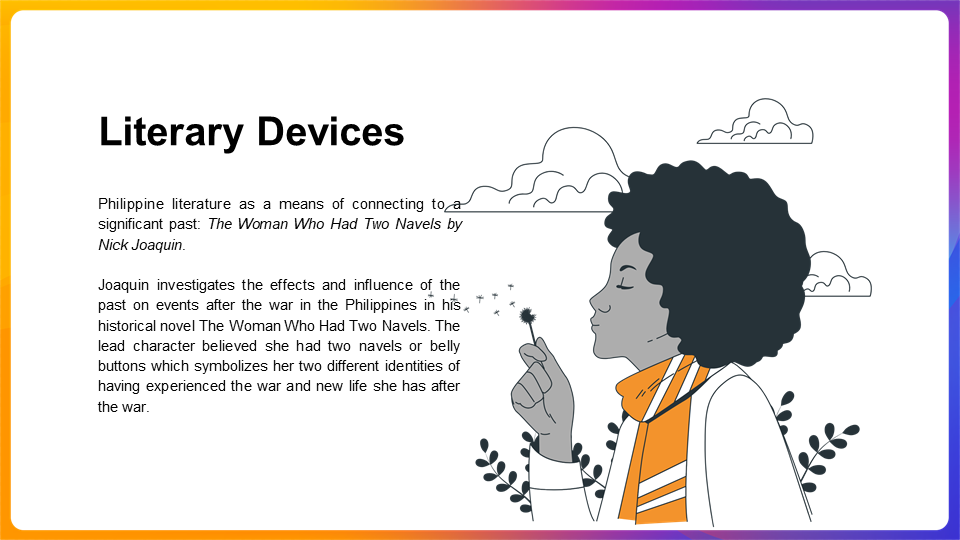 Literary Devices
Philippine literature as a means of connecting to a
significant past: The Woman Who Had Two Navels by
Nick Joaquin.
Joaquin investigates the effects and influence of the
past on events after the war in the Philippines in his
historical novel The Woman Who Had Two Navels. The
lead character believed she had two navels or belly
buttons which symbolizes her two different identities of
having experienced the war and new life she has after
the war.